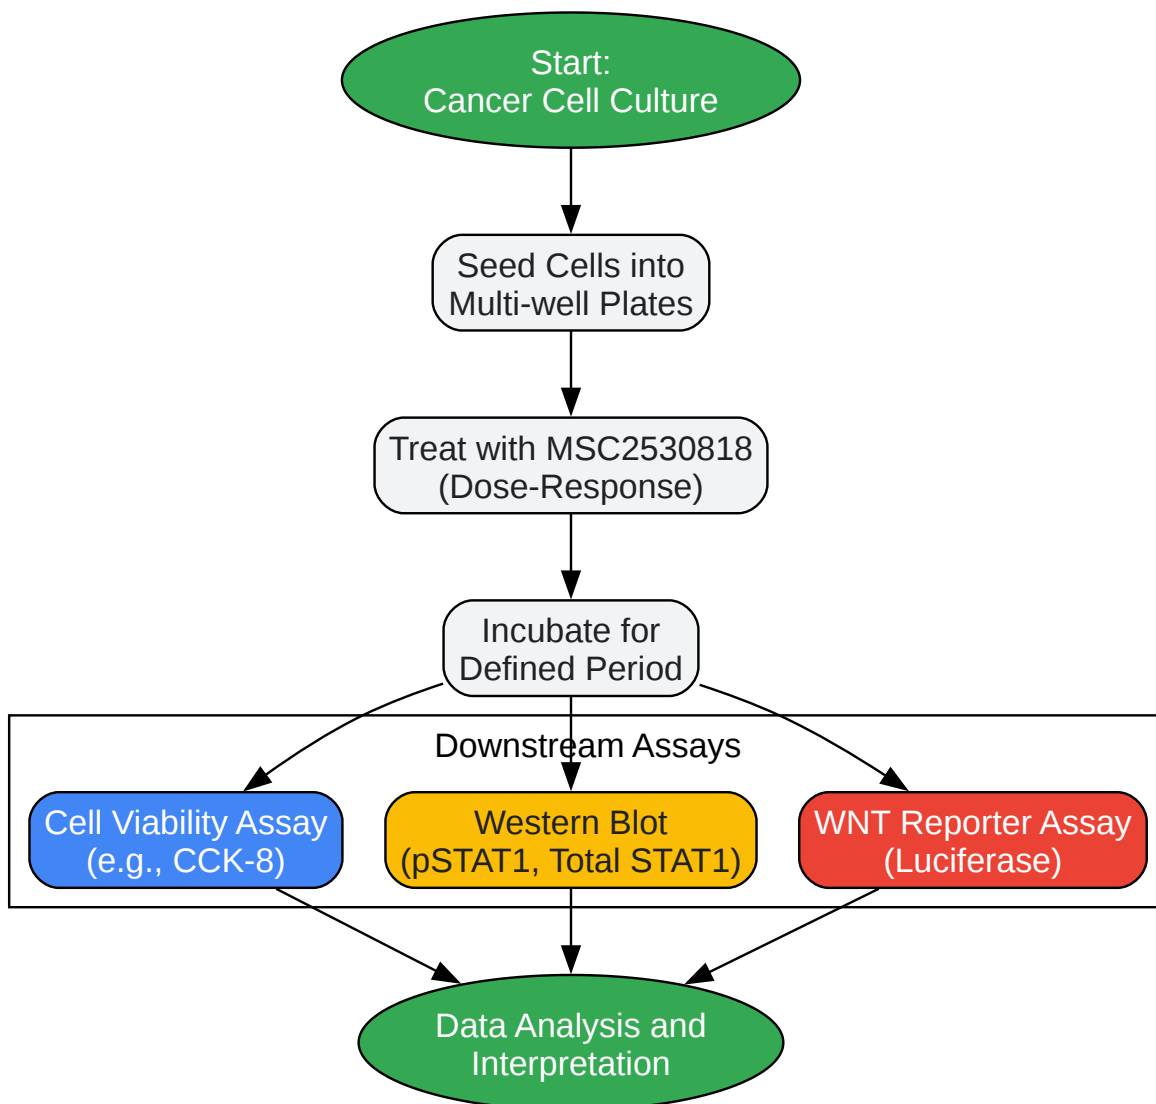 Start:
Cancer Cell Culture
Seed Cells into
Multi-well Plates
Treat with MSC2530818
(Dose-Response)
Incubate for
Defined Period
Downstream Assays
Cell Viability Assay
(e.g., CCK-8)
Western Blot
(pSTAT1, Total STAT1)
WNT Reporter Assay
(Luciferase)
Data Analysis and
Interpretation